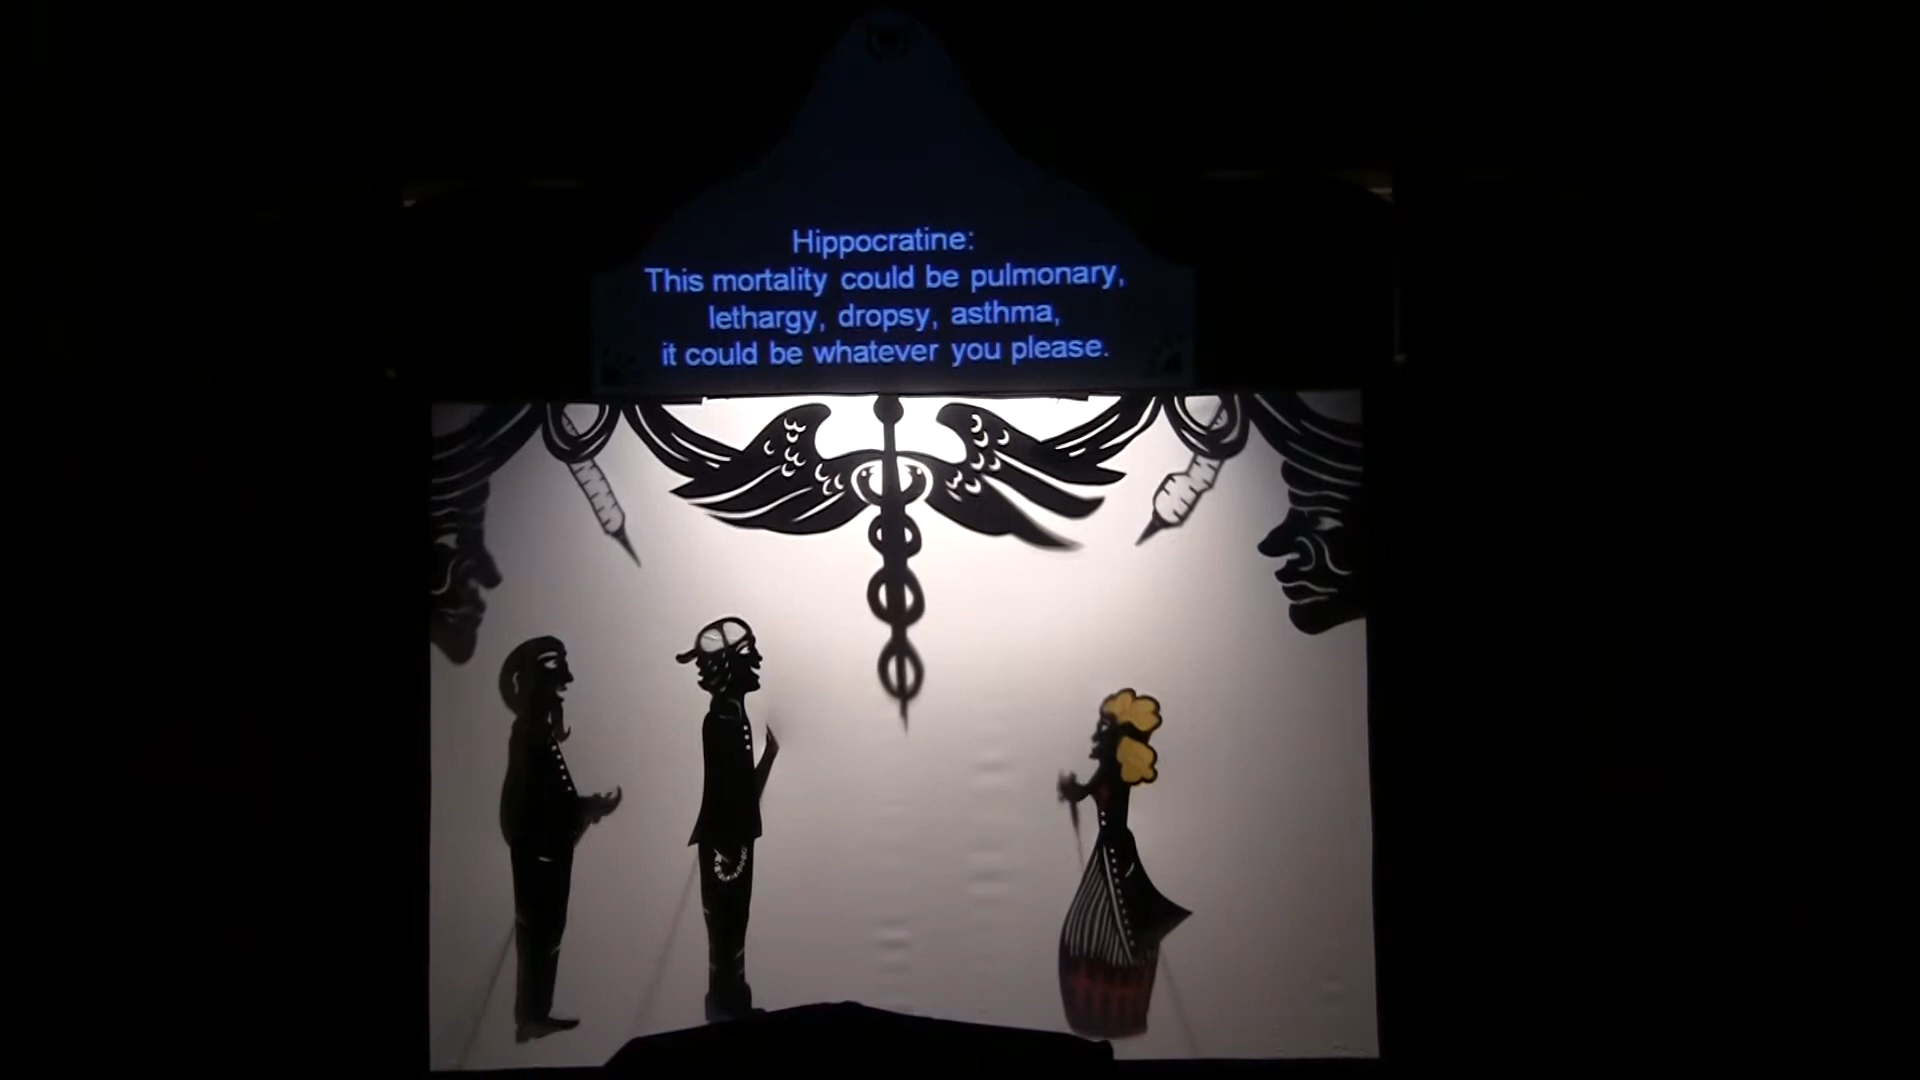 Hippocratine:
This mortality could be pulmonary,
lethargy, dropsy, asthma,
it could be whatever you please.